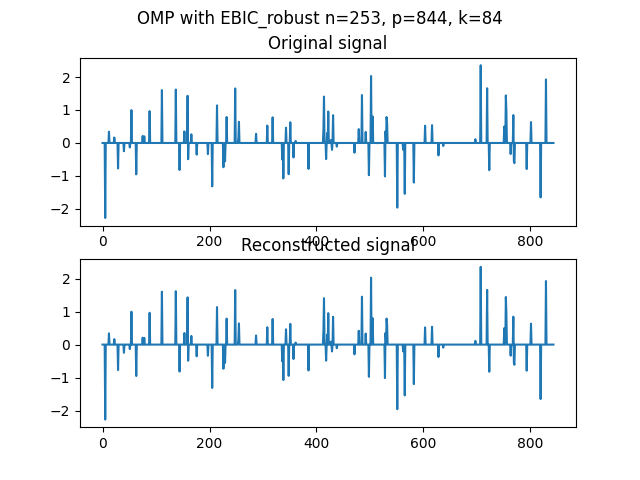 OMP with EBIC_robust n=253, p=844, k=84
Original signal
2
1
0
−1
−2
0 200 400 600 800
Reconstructed signal
2
1
0
−1
−2
0 200 400 600 800